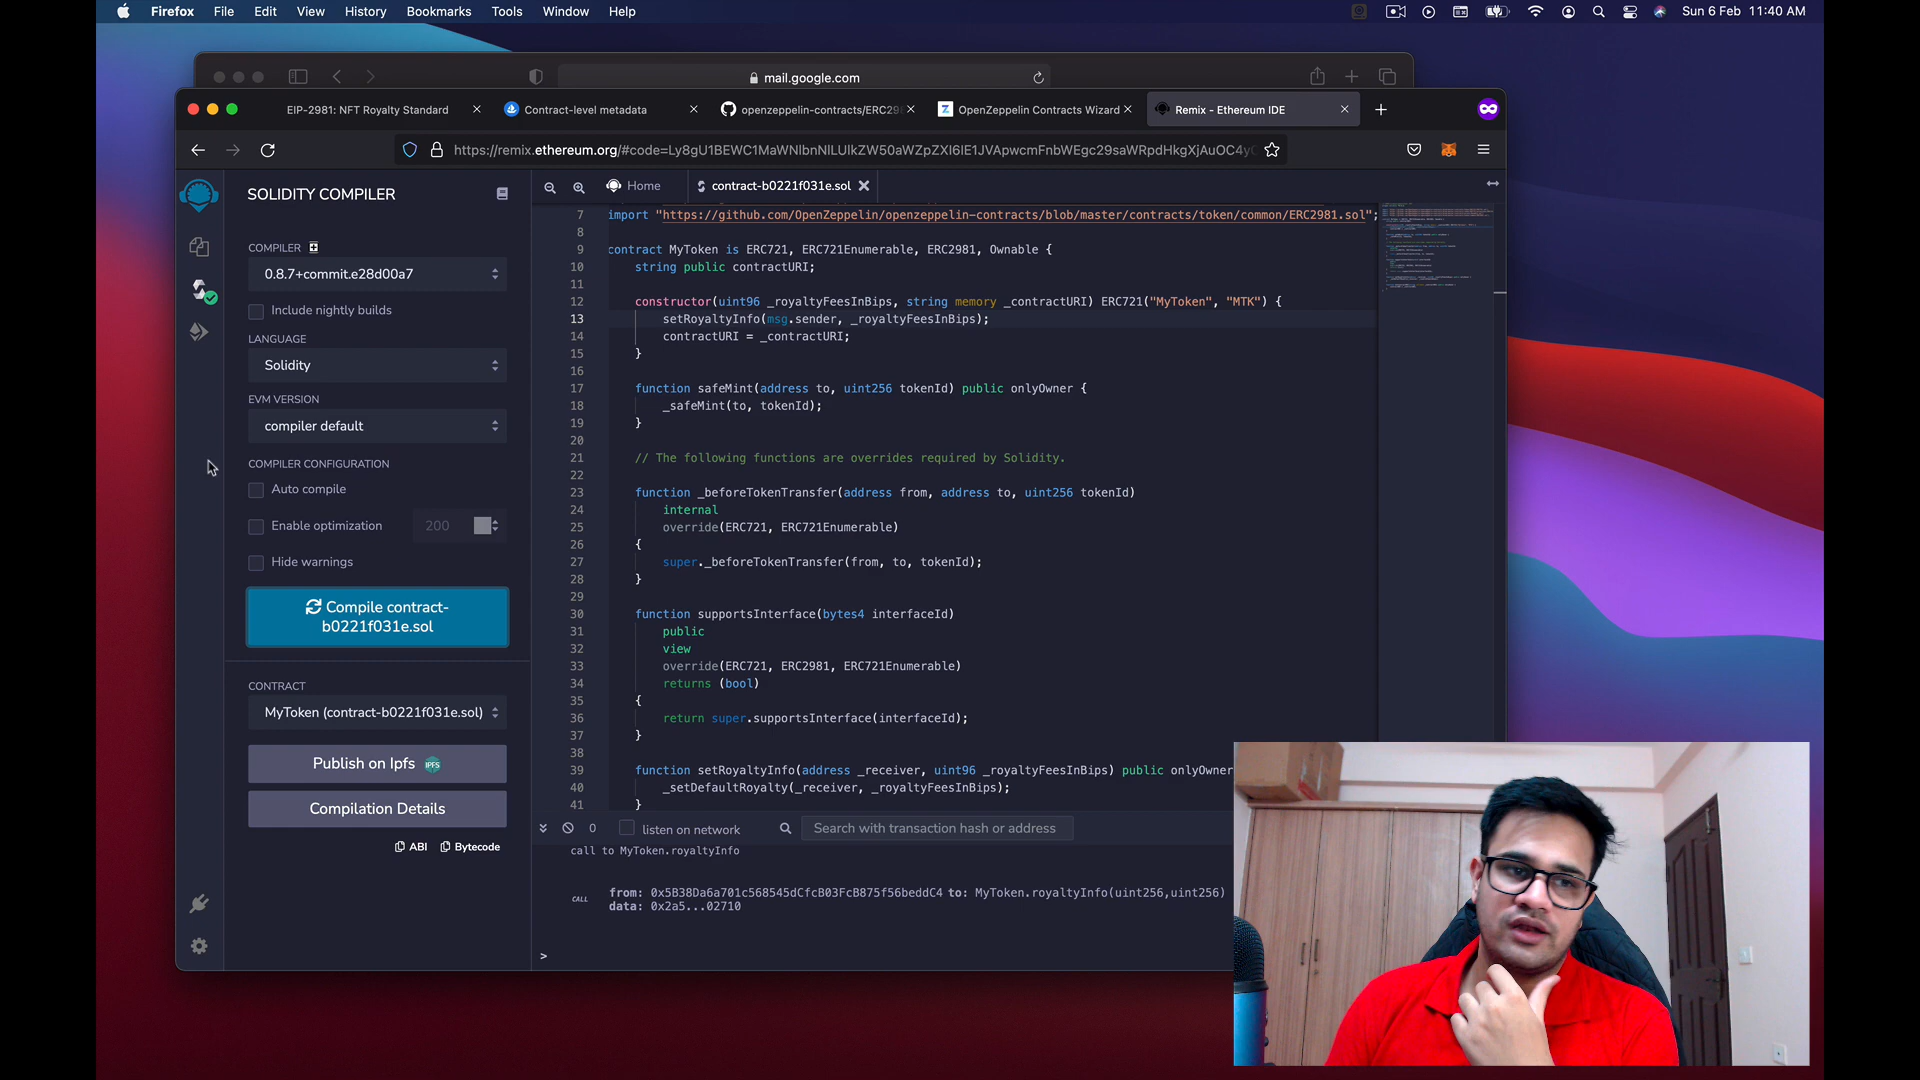 Firefox File Edit View History Bookmarks Tools Window Help
Sun 6 Feb 11:40 AM
mail.google.com
EIP-2981: NFT Royalty Standard
Contract-level metadata
openzeppelin-contracts/ERC298
OpenZeppelin Contracts Wizard
Remix - Ethereum IDE
https://remix.ethereum.org/#code=
SOLIDITY COMPILER
COMPILER
0.8.7+commit.e28d00a7
Include nightly builds
LANGUAGE
Solidity
EVM VERSION
compiler default
COMPILER CONFIGURATION
Auto compile
Enable optimization 200
Hide warnings
Compile contract-
b0221f031e.sol
CONTRACT
MyToken (contract-b0221f031e.sol)
Publish on Ipfs IPFS
Compilation Details
ABI Bytecode
Home
contract-b0221f031e.sol
7 import "https://github.com/OpenZeppelin/openzeppelin-contracts/blob/master/contracts/token/common/ERC2981.sol";
8
9 contract MyToken is ERC721, ERC721Enumerable, ERC2981, Ownable {
10 string public contractURI;
11
12 constructor(uint96 _royaltyFeesInBips, string memory _contractURI) ERC721("MyToken", "MTK") {
13 setRoyaltyInfo(msg.sender, _royaltyFeesInBips);
14 contractURI = _contractURI;
15 }
16
17 function safeMint(address to, uint256 tokenId) public onlyOwner {
18 _safeMint(to, tokenId);
19 }
20
21 // The following functions are overrides required by Solidity.
22
23 function _beforeTokenTransfer(address from, address to, uint256 tokenId)
24 internal
25 override(ERC721, ERC721Enumerable)
26 {
27 super._beforeTokenTransfer(from, to, tokenId);
28 }
29
30 function supportsInterface(bytes4 interfaceId)
31 public
32 view
33 override(ERC721, ERC2981, ERC721Enumerable)
34 returns (bool)
35 {
36 return super.supportsInterface(interfaceId);
37 }
38
39 function setRoyaltyInfo(address _receiver, uint96 _royaltyFeesInBips) public onlyOwner
40 _setDefaultRoyalty(_receiver, _royaltyFeesInBips);
41 }
0 listen on network Search with transaction hash or address
call to MyToken.royaltyInfo
CALL from: 0x5B38Da6a701c568545dCfcB03FcB875f56beddC4 to: MyToken.royaltyInfo(uint256,uint256)
data: 0x2a5...02710
>